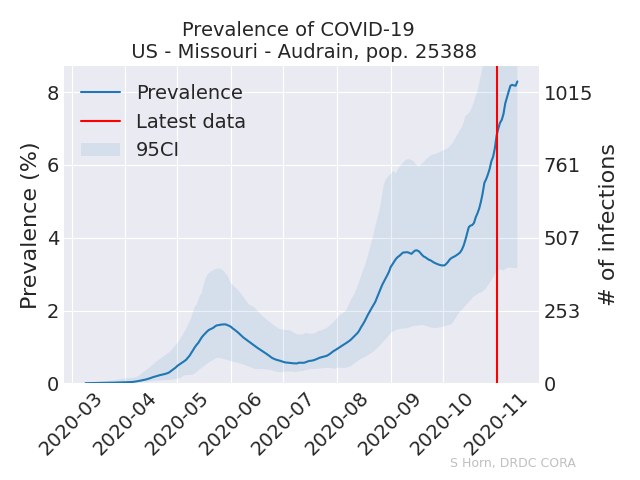 Prevalence of COVID-19
US - Missouri - Audrain, pop. 25388
Prevalence
Latest data
95CI
Prevalence (%)
8
6
4
2
0
1015
761
507
253
0
# of infections
2020-03
2020-04
2020-05
2020-06
2020-07
2020-08
2020-09
2020-10
2020-11
S Horn, DRDC CORA